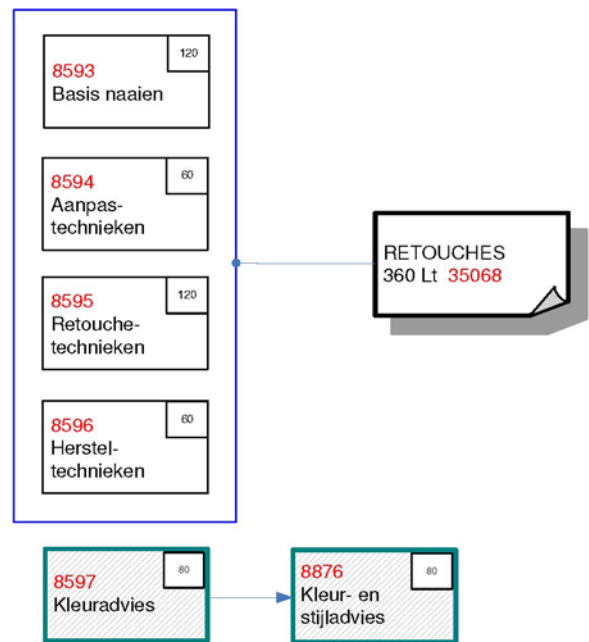 120
8593
Basis naaien
60
8594
Aanpas-
technieken
120
8595
Retouche-
technieken
60
8596
Herstel-
technieken
RETOUCHES
360 Lt 35068
80
8597
Kleuradvies
80
8876
Kleur- en
stijladvies